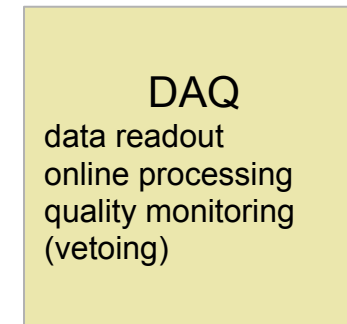 DAQ
data readout
online processing
quality monitoring
(vetoing)